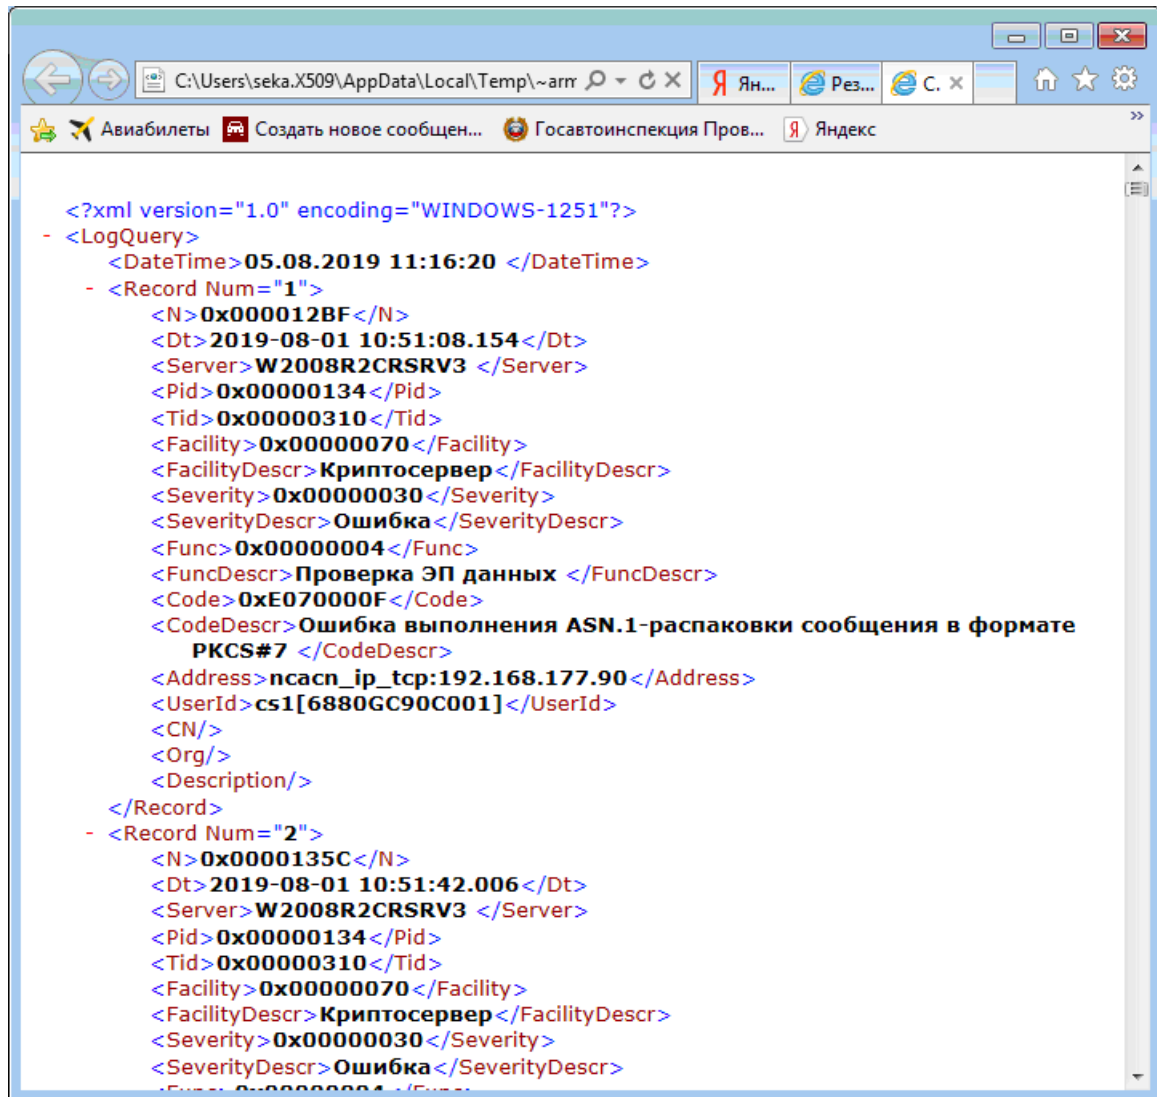 C:\Users\seka.X509\AppData\Local\Temp\~arm
Ян...
Рез...
С.
Авиабилеты
Создать новое сообщен...
Госавтоинспекция Пров...
Яндекс
<?xml version="1.0" encoding="WINDOWS-1251"?>
- <LogQuery>
<DateTime>05.08.2019 11:16:20 </DateTime>
- <Record Num="1">
<N>0x000012BF</N>
<Dt>2019-08-01 10:51:08.154</Dt>
<Server>W2008R2CRSRV3 </Server>
<Pid>0x00000134</Pid>
<Tid>0x00000310</Tid>
<Facility>0x00000070</Facility>
<FacilityDescr>Криптосервер</FacilityDescr>
<Severity>0x00000030</Severity>
<SeverityDescr>Ошибка</SeverityDescr>
<Func>0x00000004</Func>
<FuncDescr>Проверка ЭП данных </FuncDescr>
<Code>0xE070000F</Code>
<CodeDescr>Ошибка выполнения ASN.1-распаковки сообщения в формате
PKCS#7 </CodeDescr>
<Address>ncacn_ip_tcp:192.168.177.90</Address>
<UserId>cs1[6880GC90C001]</UserId>
<CN/>
<Org/>
<Description/>
</Record>
- <Record Num="2">
<N>0x0000135C</N>
<Dt>2019-08-01 10:51:42.006</Dt>
<Server>W2008R2CRSRV3 </Server>
<Pid>0x00000134</Pid>
<Tid>0x00000310</Tid>
<Facility>0x00000070</Facility>
<FacilityDescr>Криптосервер</FacilityDescr>
<Severity>0x00000030</Severity>
<SeverityDescr>Ошибка</SeverityDescr>